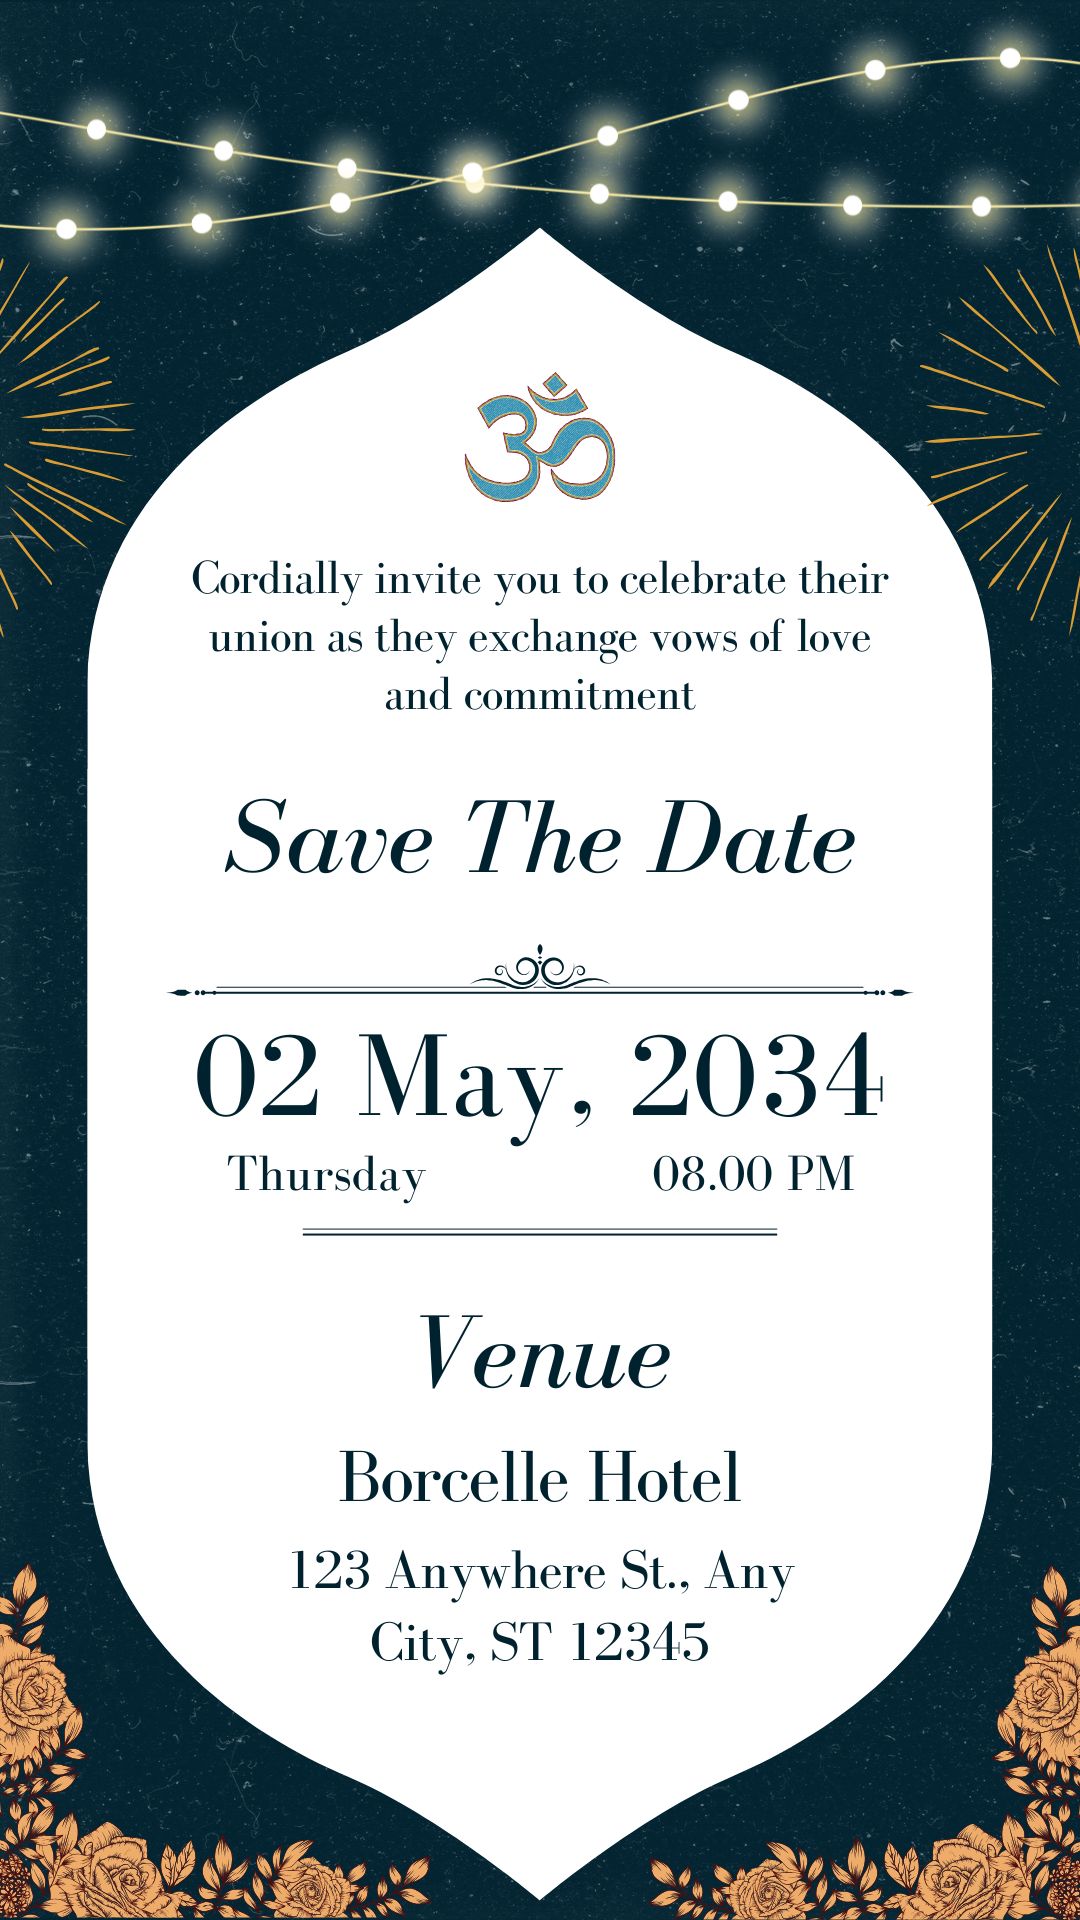 ॐ
Cordially invite you to celebrate their
union as they exchange vows of love
and commitment
Save The Date
02 May, 2034
Thursday 08.00 PM
Venue
Borcelle Hotel
123 Anywhere St., Any
City, ST 12345